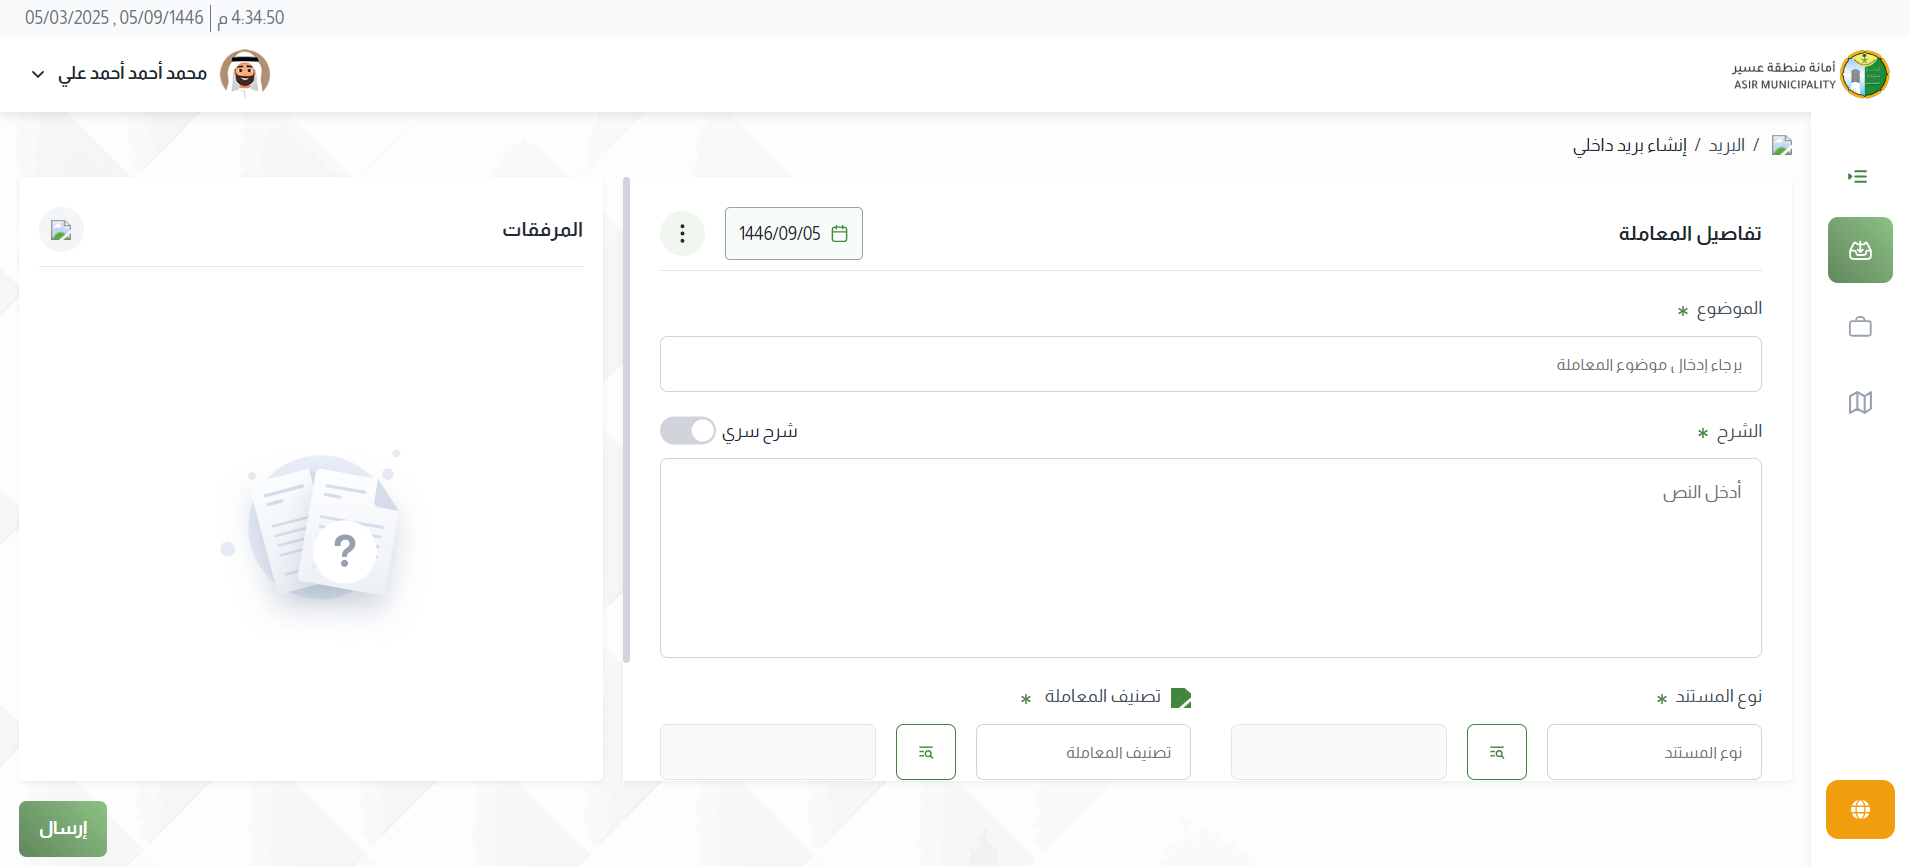 4:34:50 م | 05/09/1446 , 05/03/2025
أمانة منطقة عسير
ASIR MUNICIPALITY
محمد أحمد أحمد علي
/ البريد / إنشاء بريد داخلي
تفاصيل المعاملة
1446/09/05
الموضوع *
برجاء إدخال موضوع المعاملة
الشرح *
شرح سري
أدخل النص
نوع المستند *
تصنيف المعاملة *
نوع المستند
تصنيف المعاملة
المرفقات
?
إرسال